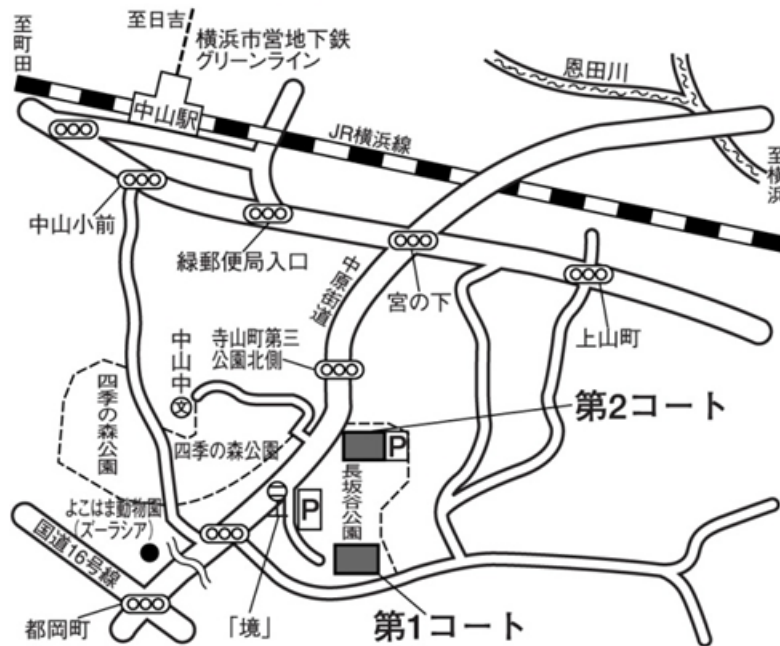 至町田
至日吉
横浜市営地下鉄
グリーンライン
中山駅
恩田川
JR横浜線
至横浜
中山小前
緑郵便局入口
中原街道
宮の下
上山町
寺山町第三
公園北側
中山中
文
四季の森公園
四季の森公園
第2コート
P
長坂谷公園
よこはま動物園
(ズーラシア)
P
国道16号線
都岡町
「境」
第1コート